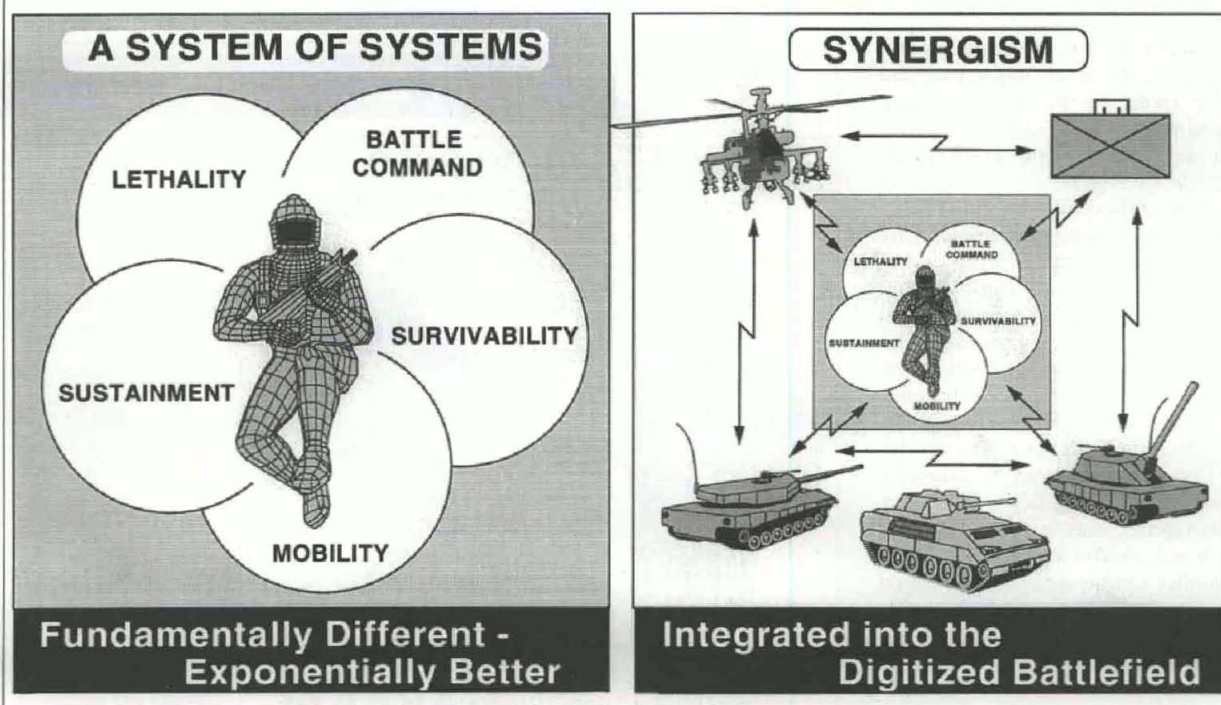 A SYSTEM OF SYSTEMS
LETHALITY
BATTLE
COMMAND
SURVIVABILITY
SUSTAINMENT
MOBILITY
Fundamentally Different -
Exponentially Better
SYNERGISM
LETHALITY
BATTLE
COMMAND
SURVIVABILITY
SUSTAINMENT
MOBILITY
Integrated into the
Digitized Battlefield